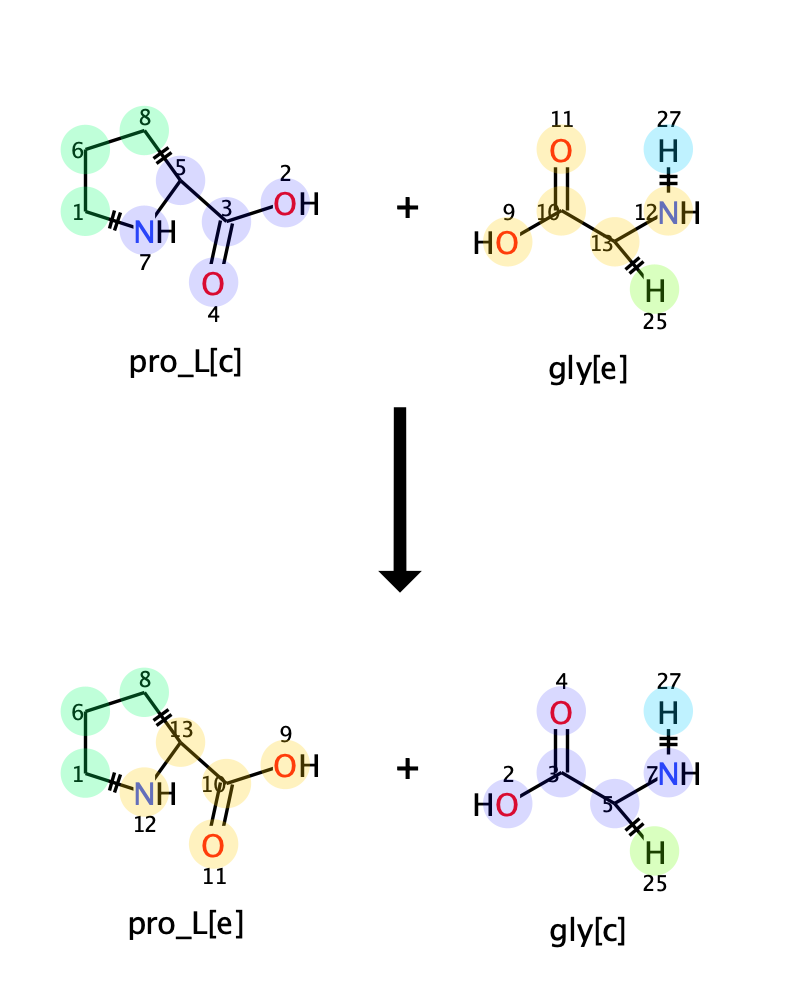 8 11 27
6 5 2 O H
OH 9 10 12 NH
1 NH 3 + HO 13
7 O H
4 25
pro_L[c] gly[e]
8 4 27
6 13 9 O H
OH 2 3 7 NH
1 NH 10 + HO 5
12 O H
11 25
pro_L[e] gly[c]